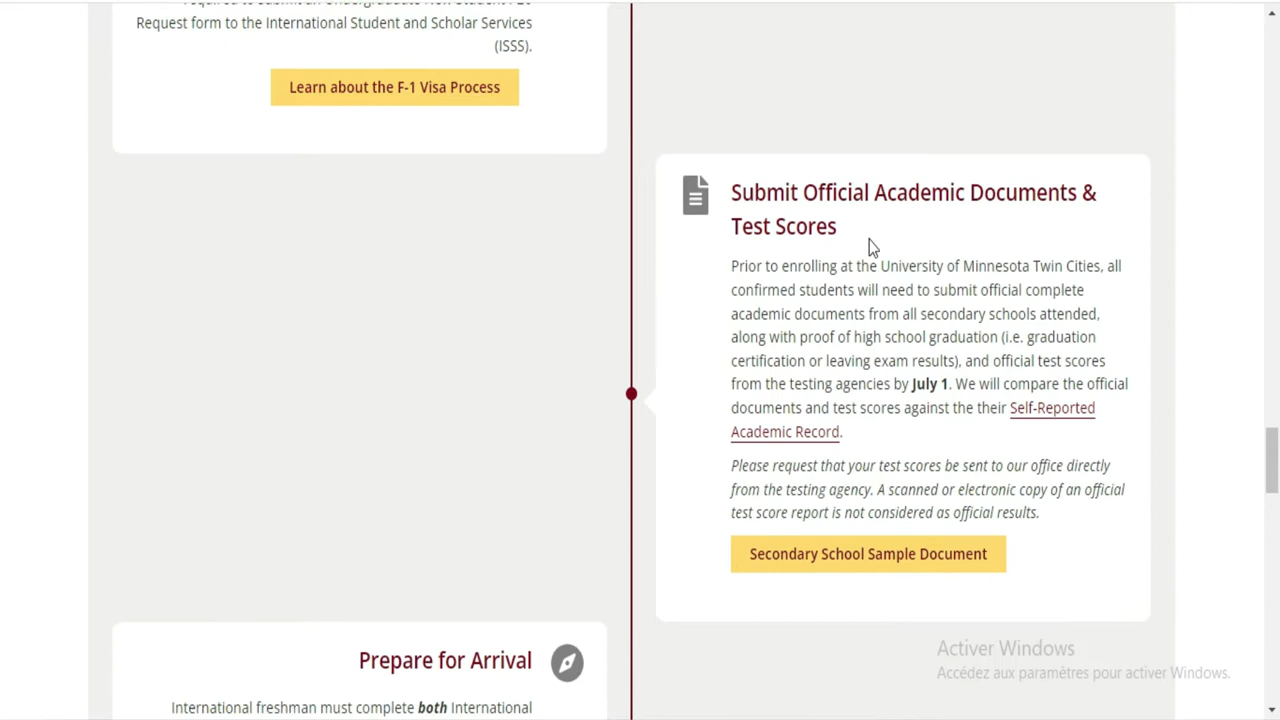 Request form to the International Student and Scholar Services
(ISSS).
Learn about the F-1 Visa Process
Submit Official Academic Documents &
Test Scores
Prior to enrolling at the University of Minnesota Twin Cities, all
confirmed students will need to submit official complete
academic documents from all secondary schools attended,
along with proof of high school graduation (i.e. graduation
certification or leaving exam results), and official test scores
from the testing agencies by July 1. We will compare the official
documents and test scores against the their Self-Reported
Academic Record.
Please request that your test scores be sent to our office directly
from the testing agency. A scanned or electronic copy of an official
test score report is not considered as official results.
Secondary School Sample Document
Prepare for Arrival
International freshman must complete both International
Activer Windows
Accédez aux paramètres pour activer Windows.